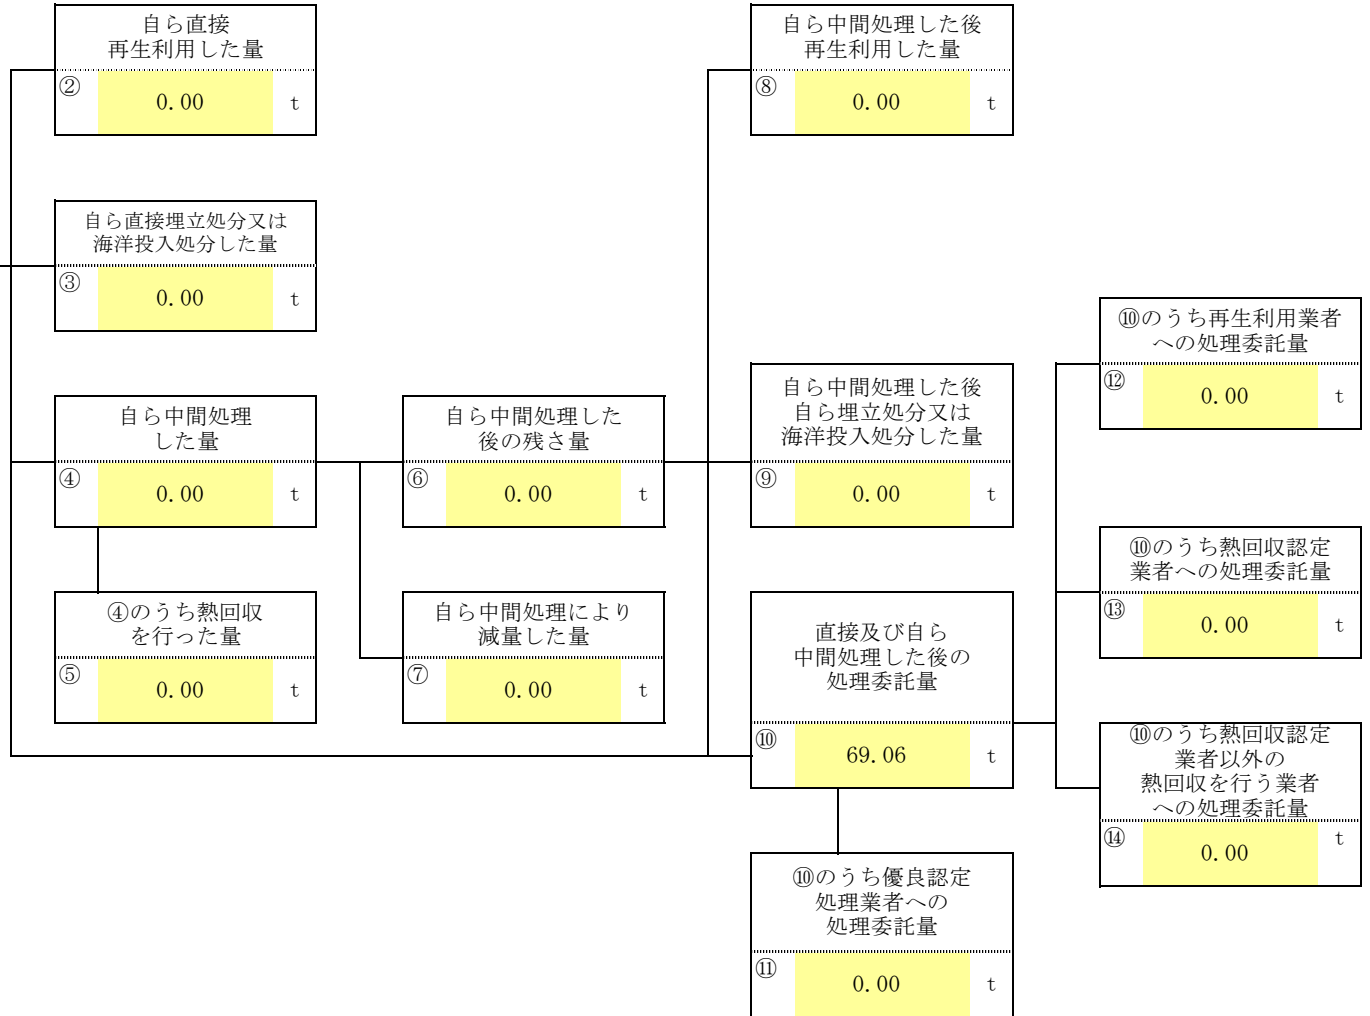 自ら直接
再生利用した量
② 0.00 t
自ら中間処理した後
再生利用した量
⑧ 0.00 t
自ら直接埋立処分又は
海洋投入処分した量
③ 0.00 t
⑩のうち再生利用業者
への処理委託量
⑫ 0.00 t
自ら中間処理
した量
④ 0.00 t
自ら中間処理した
後の残さ量
⑥ 0.00 t
自ら中間処理した後
自ら埋立処分又は
海洋投入処分した量
⑨ 0.00 t
⑩のうち熱回収認定
業者への処理委託量
⑬ 0.00 t
④のうち熱回収
を行った量
⑤ 0.00 t
自ら中間処理により
減量した量
⑦ 0.00 t
直接及び自ら
中間処理した後の
処理委託量
⑩ 69.06 t
⑩のうち熱回収認定
業者以外の
熱回収を行う業者
への処理委託量
⑭ 0.00 t
⑩のうち優良認定
処理業者への
処理委託量
⑪ 0.00 t